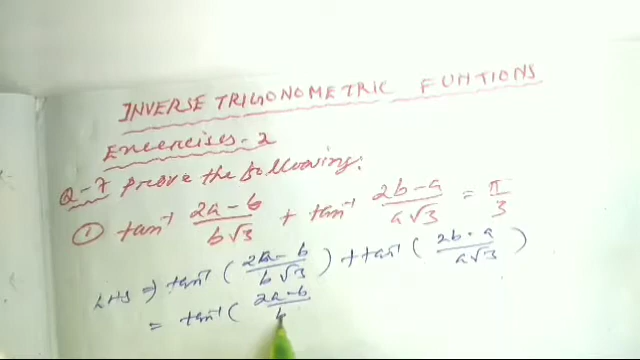 INVERSE TRIGONOMETRIC FUNTIONS
Excercises-2
Q-7 Prove the following:
① tan⁻¹ (2a-b)/(b√3) + tan⁻¹ (2b-a)/(a√3) = π/3
LHS ⇒ tan⁻¹ ( (2a-b)/(b√3) ) + tan⁻¹ ( (2b-a)/(a√3) )
= tan⁻¹ ( (2a-b)/b